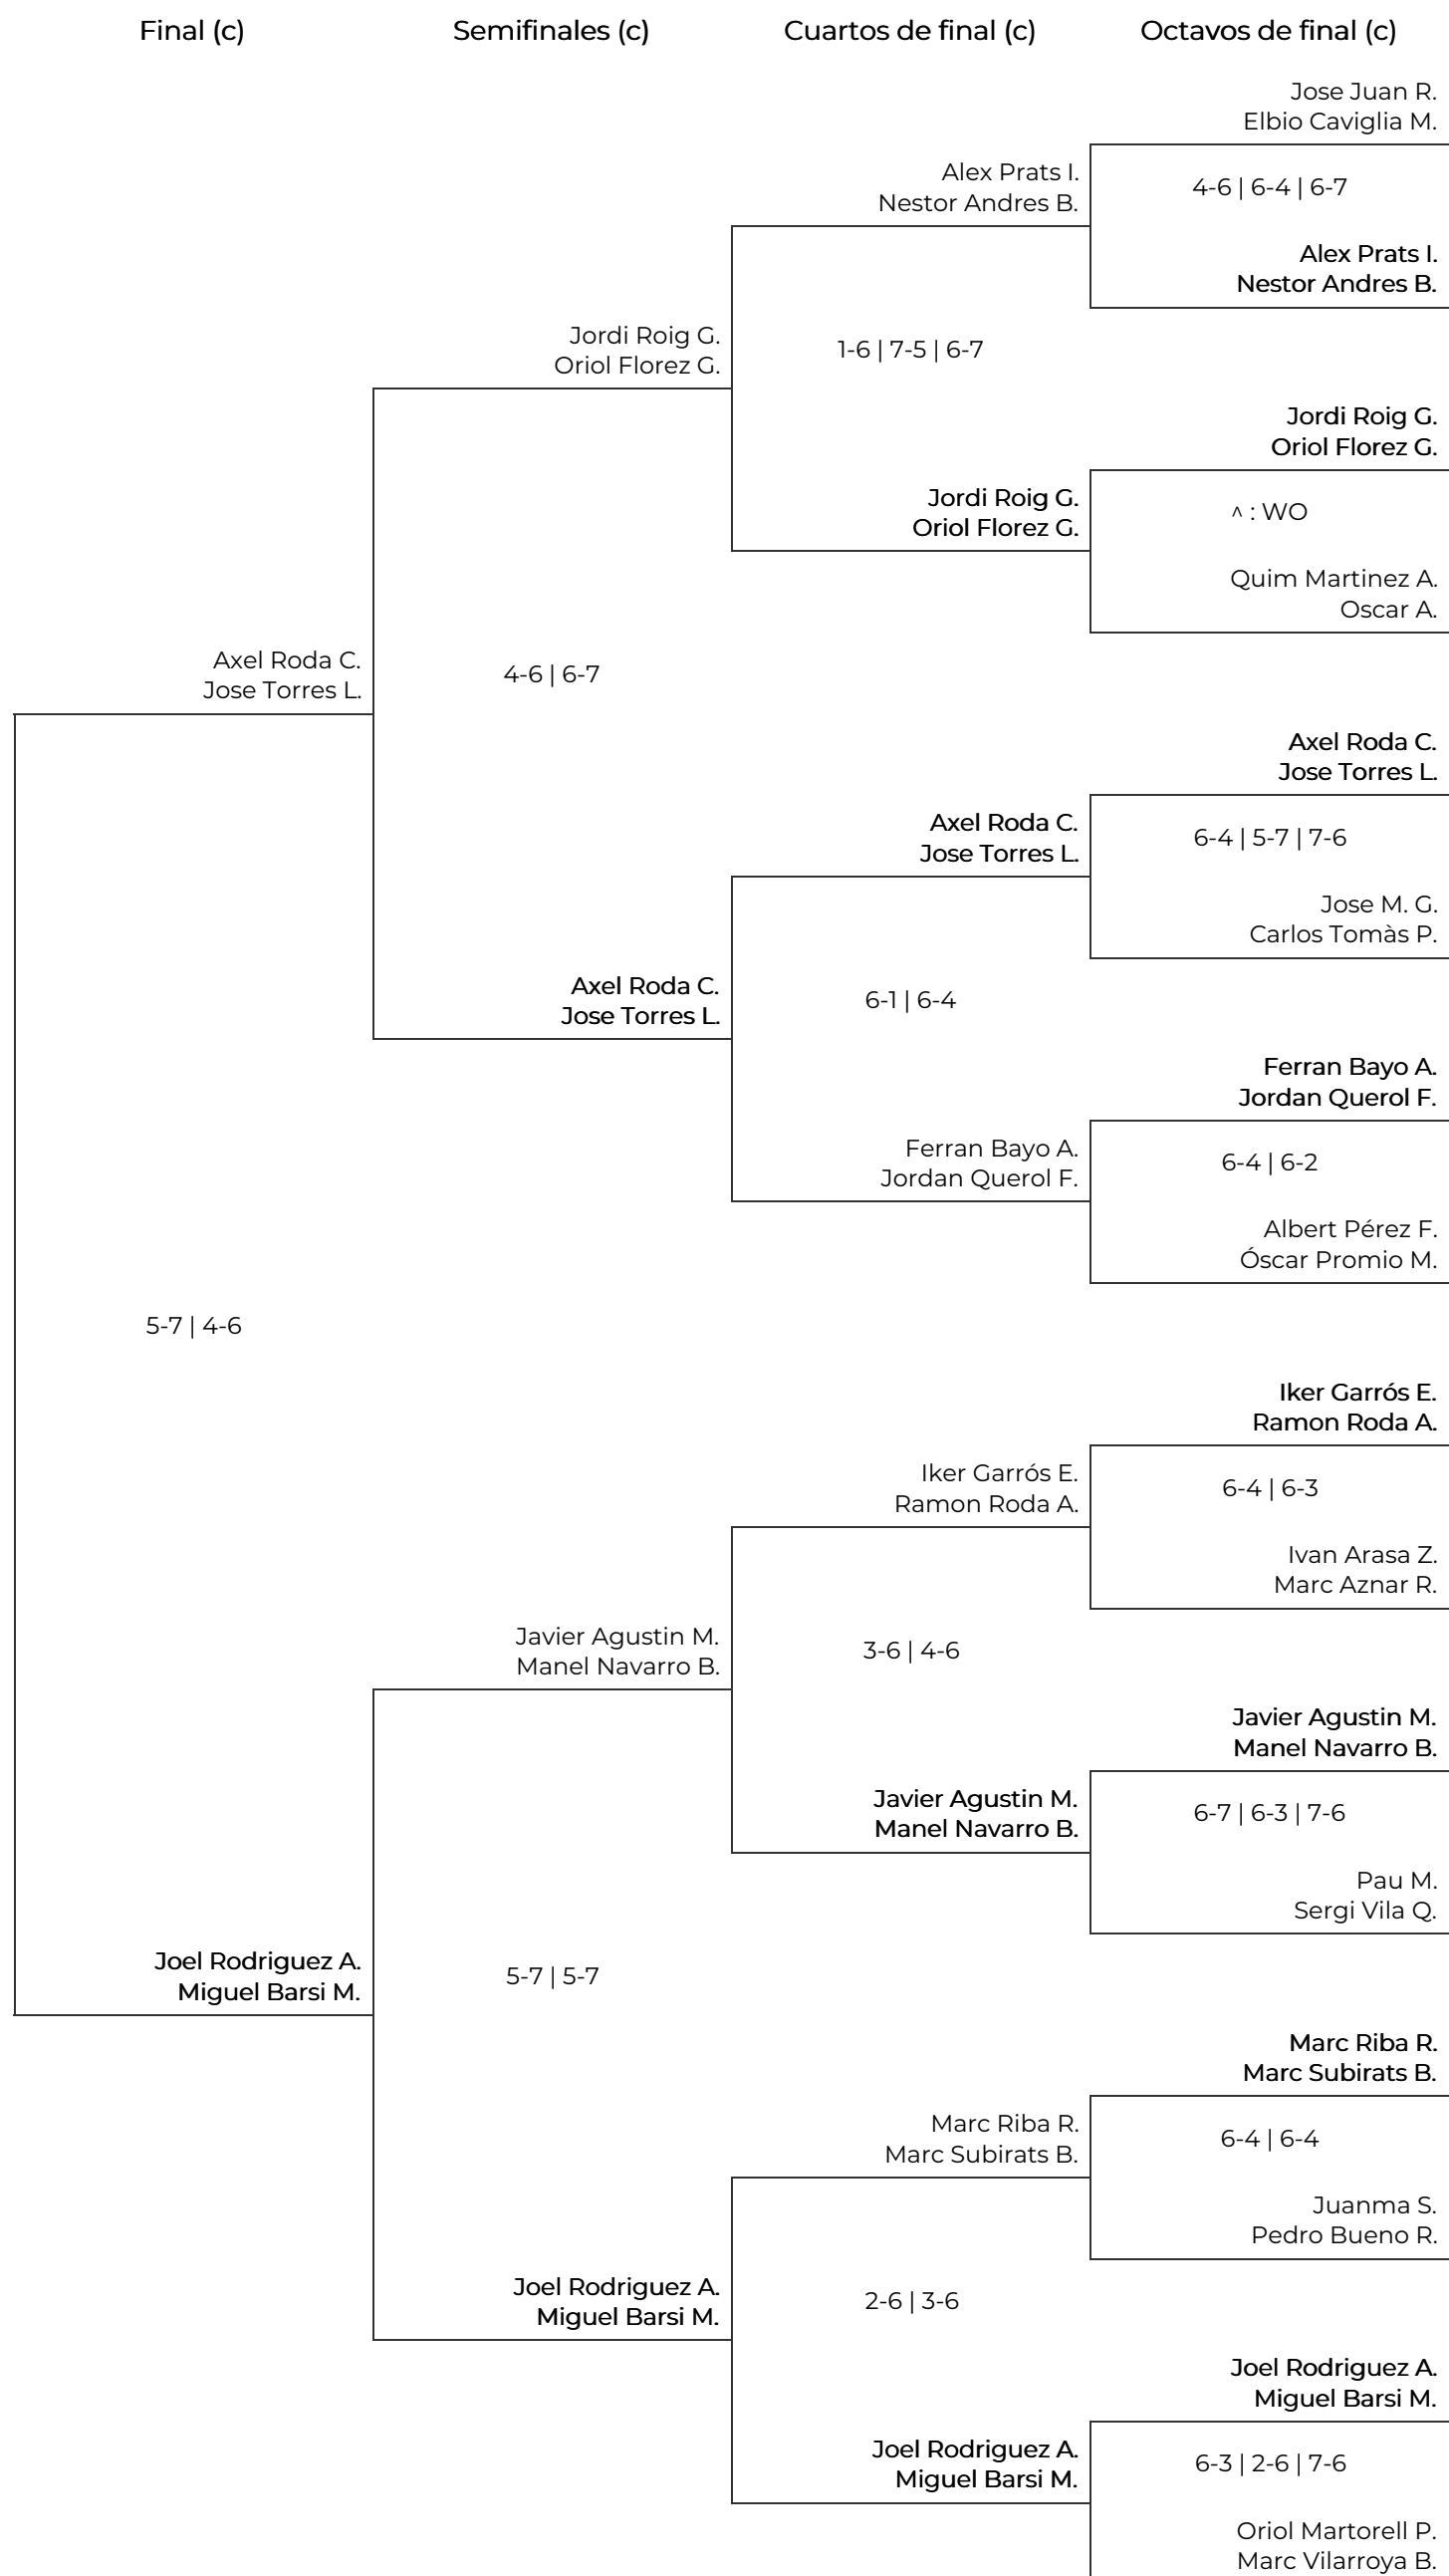 Final (c)
Semifinales (c)
Cuartos de final (c)
Octavos de final (c)
Jose Juan R.
Elbio Caviglia M.
Alex Prats I.
Nestor Andres B.
4-6 | 6-4 | 6-7
Alex Prats I.
Nestor Andres B.
Jordi Roig G.
Oriol Florez G.
1-6 | 7-5 | 6-7
Jordi Roig G.
Oriol Florez G.
Jordi Roig G.
Oriol Florez G.
^ : WO
Quim Martinez A.
Oscar A.
Axel Roda C.
Jose Torres L.
4-6 | 6-7
Axel Roda C.
Jose Torres L.
Axel Roda C.
Jose Torres L.
6-4 | 5-7 | 7-6
Jose M. G.
Carlos Tomàs P.
Axel Roda C.
Jose Torres L.
6-1 | 6-4
Ferran Bayo A.
Jordan Querol F.
Ferran Bayo A.
Jordan Querol F.
6-4 | 6-2
Albert Pérez F.
Óscar Promio M.
5-7 | 4-6
Iker Garrós E.
Ramon Roda A.
Iker Garrós E.
Ramon Roda A.
6-4 | 6-3
Ivan Arasa Z.
Marc Aznar R.
Javier Agustin M.
Manel Navarro B.
3-6 | 4-6
Javier Agustin M.
Manel Navarro B.
Javier Agustin M.
Manel Navarro B.
6-7 | 6-3 | 7-6
Pau M.
Sergi Vila Q.
Joel Rodriguez A.
Miguel Barsi M.
5-7 | 5-7
Marc Riba R.
Marc Subirats B.
Marc Riba R.
Marc Subirats B.
6-4 | 6-4
Juanma S.
Pedro Bueno R.
Joel Rodriguez A.
Miguel Barsi M.
2-6 | 3-6
Joel Rodriguez A.
Miguel Barsi M.
Joel Rodriguez A.
Miguel Barsi M.
6-3 | 2-6 | 7-6
Oriol Martorell P.
Marc Vilarroya B.